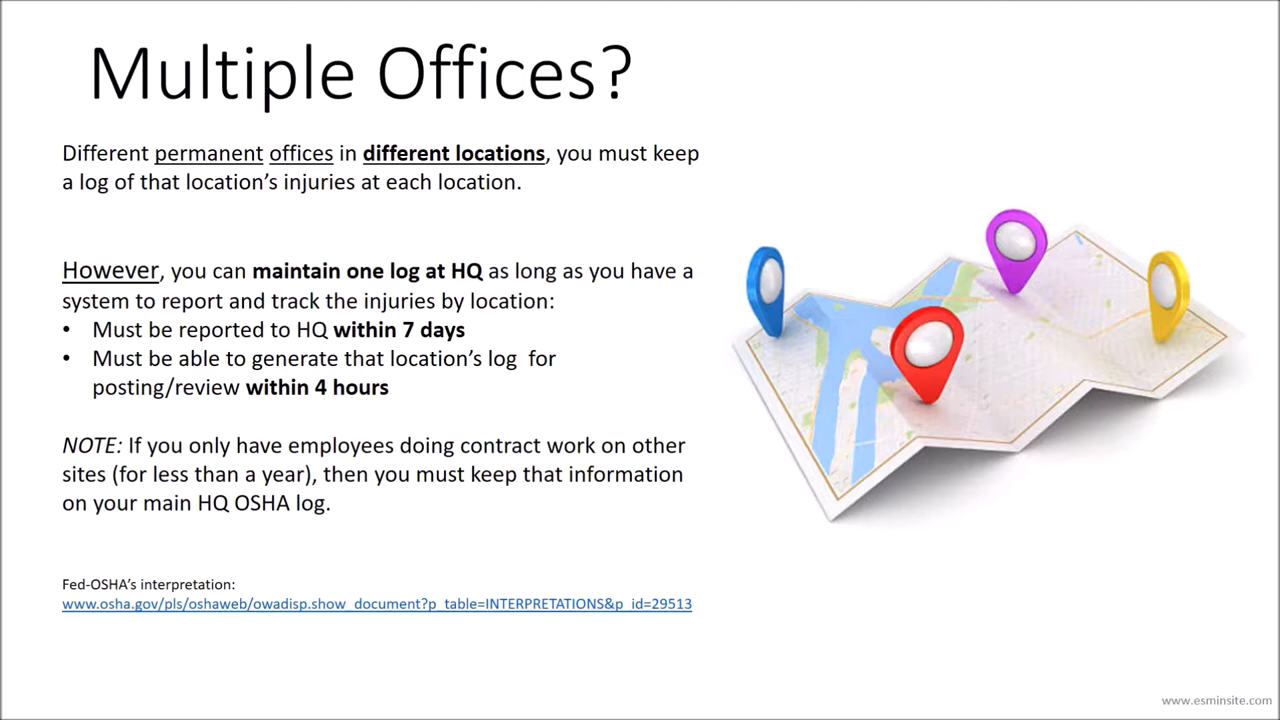 Multiple Offices?
Different permanent offices in different locations, you must keep
a log of that location's injuries at each location.
However, you can maintain one log at HQ as long as you have a
system to report and track the injuries by location:
• Must be reported to HQ within 7 days
• Must be able to generate that location's log for
posting/review within 4 hours
NOTE: If you only have employees doing contract work on other
sites (for less than a year), then you must keep that information
on your main HQ OSHA log.
Fed-OSHA's interpretation:
www.osha.gov/pls/oshaweb/owadisp.show_document?p_table=INTERPRETATIONS&p_id=29513
www.esminsite.com